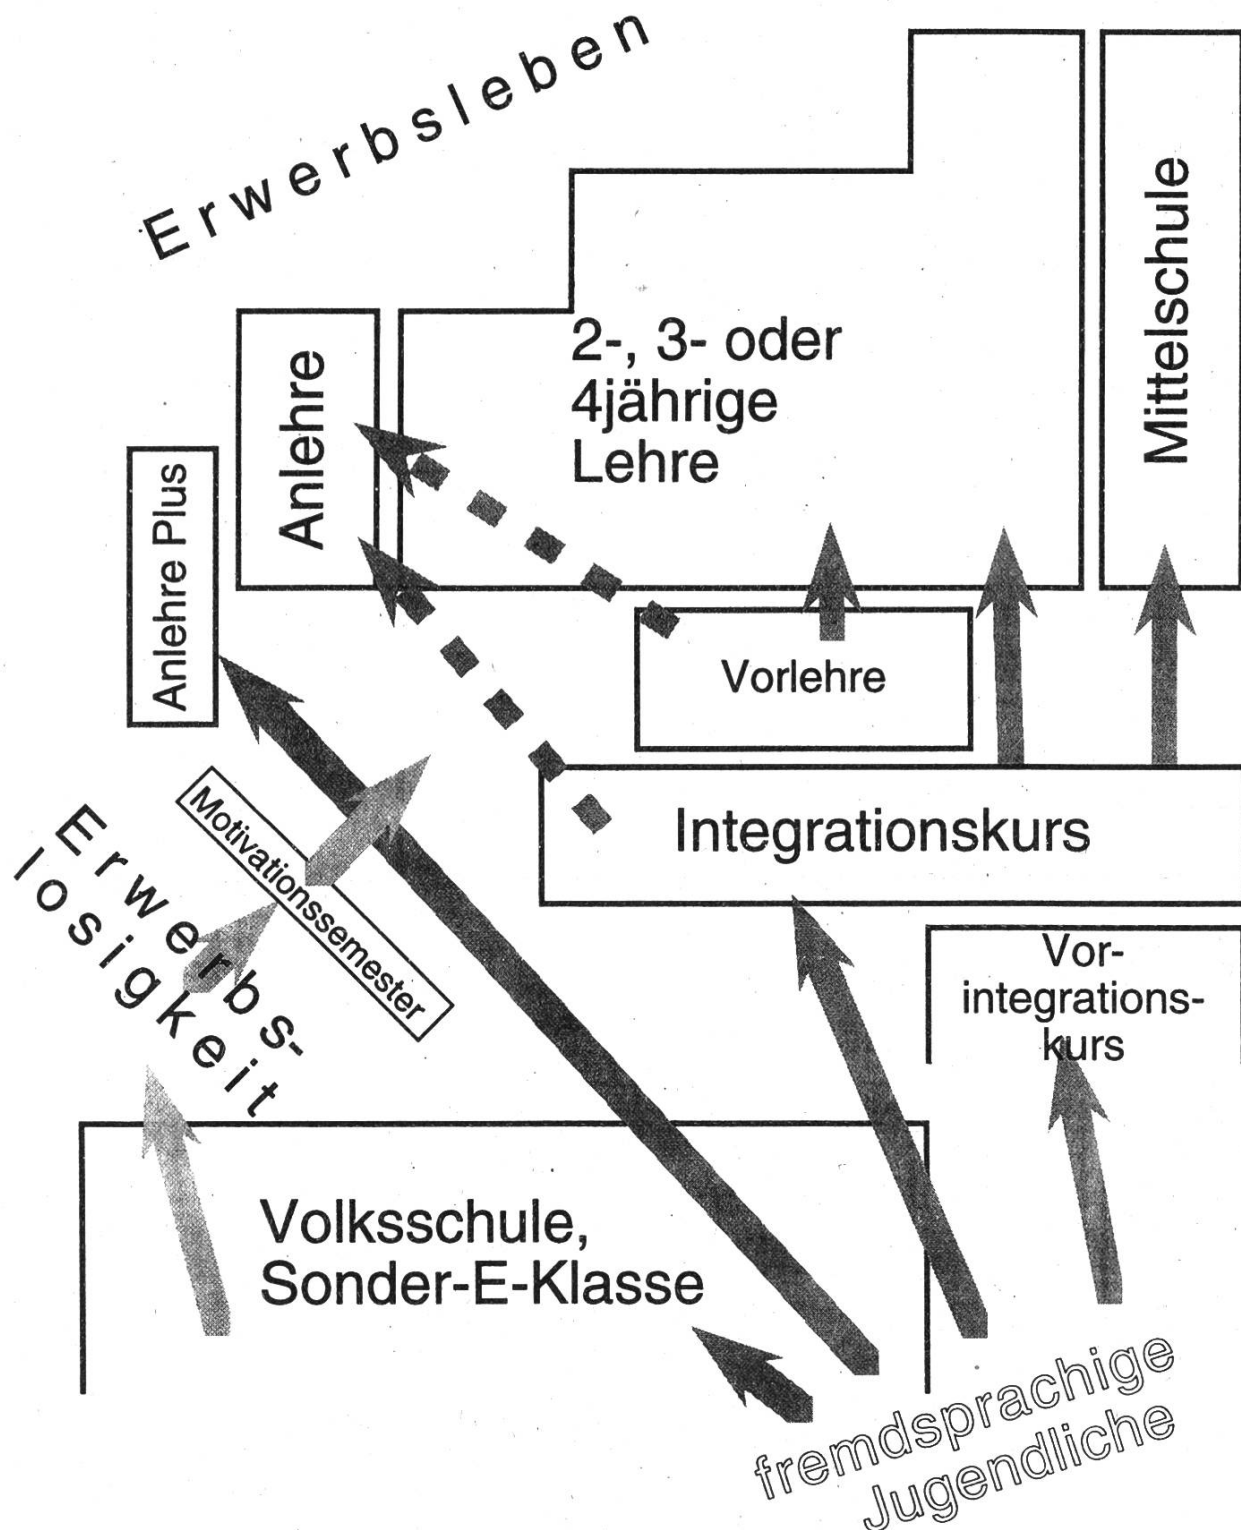 Erwerbsleben
Mittelschule
2-, 3- oder
4jährige
Lehre
Anlehre
Anlehre Plus
Vorlehre
Integrationskurs
Motivationssemester
Erwerbs-
losigkeit
Vor-
integrations-
kurs
Volksschule,
Sonder-E-Klasse
fremdsprachige
Jugendliche